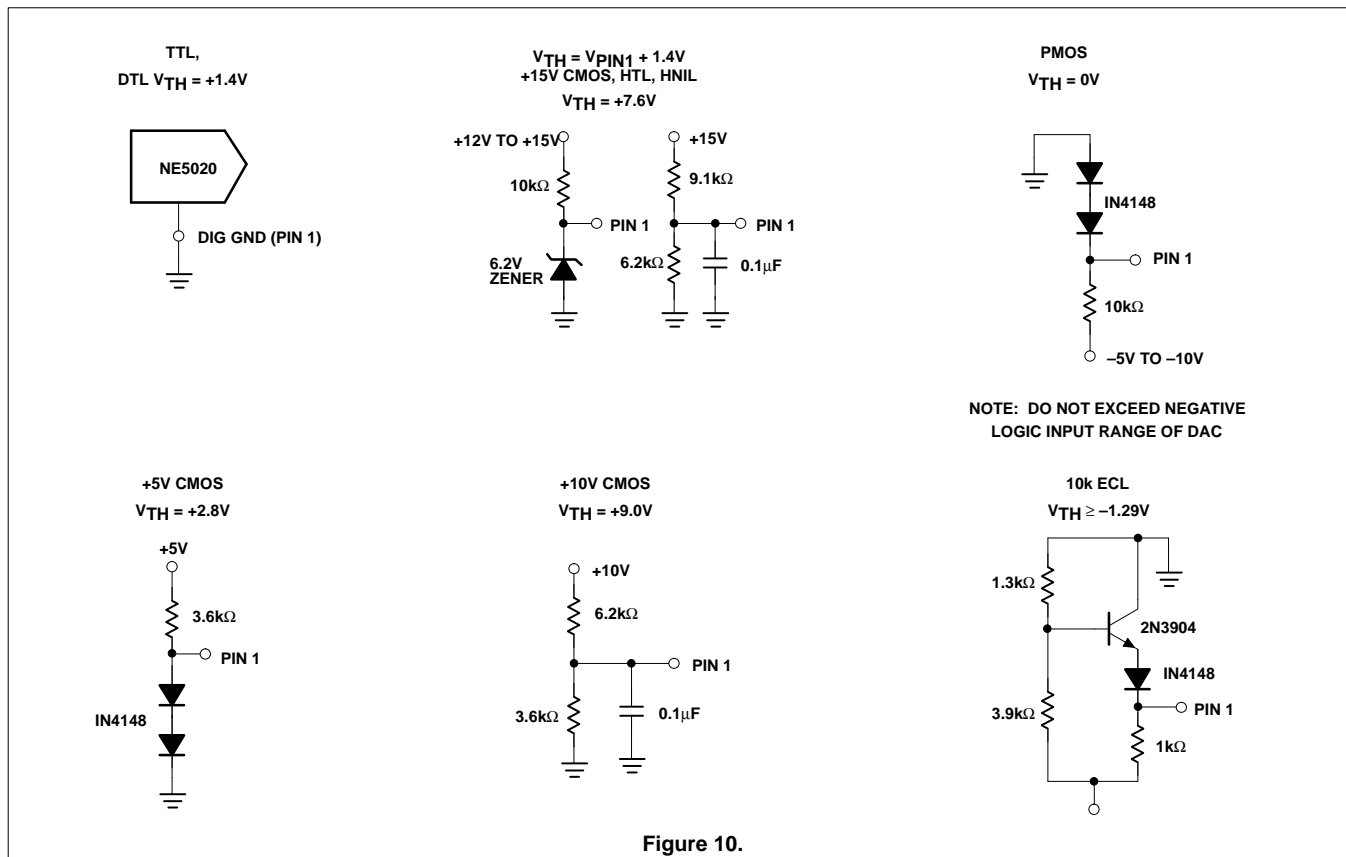 TTL,
DTL VTH = +1.4V
NE5020
DIG GND (PIN 1)
VTH = VPIN1 + 1.4V
+15V CMOS, HTL, HNIL
VTH = +7.6V
+12V TO +15V
10kΩ
PIN 1
6.2V
ZENER
+15V
9.1kΩ
PIN 1
6.2kΩ
0.1µF
PMOS
VTH = 0V
IN4148
PIN 1
10kΩ
–5V TO –10V
NOTE: DO NOT EXCEED NEGATIVE
LOGIC INPUT RANGE OF DAC
+5V CMOS
VTH = +2.8V
+5V
3.6kΩ
PIN 1
IN4148
+10V CMOS
VTH = +9.0V
+10V
6.2kΩ
PIN 1
3.6kΩ
0.1µF
10k ECL
VTH ≥ –1.29V
1.3kΩ
2N3904
IN4148
3.9kΩ
PIN 1
1kΩ
Figure 10.